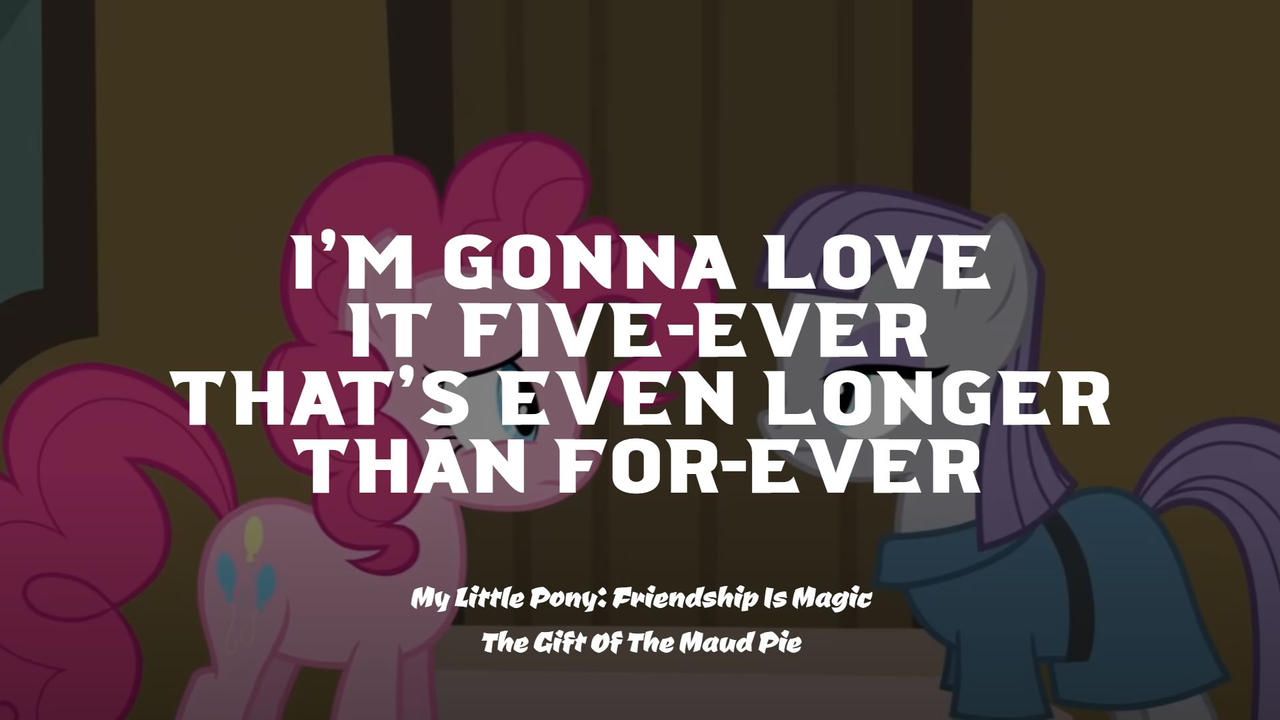 I'M GONNA LOVE
IT FIVE-EVER
THAT'S EVEN LONGER
THAN FOR-EVER
My Little Pony: Friendship Is Magic
The Gift Of The Maud Pie